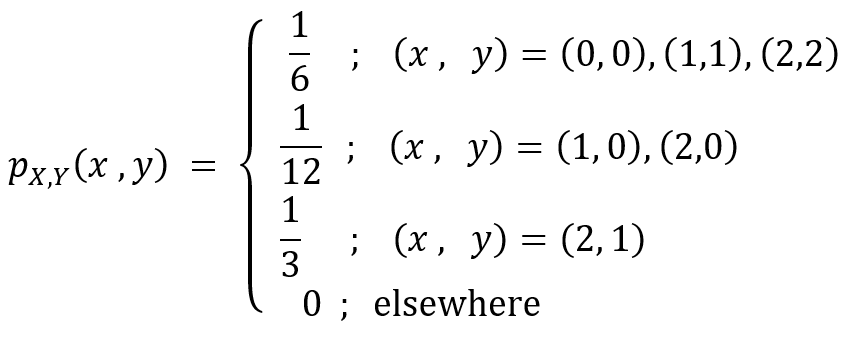 p_{X,Y}(x , y) = {
1/6 ; (x , y) = (0, 0), (1,1), (2,2)
1/12 ; (x , y) = (1, 0), (2,0)
1/3 ; (x , y) = (2, 1)
0 ; elsewhere